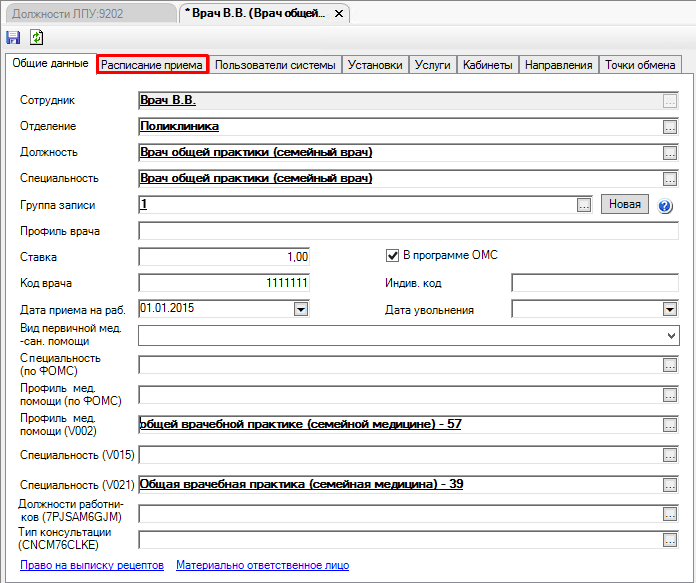 Должности ЛПУ:9202
* Врач В.В. (Врач общей...
Общие данные Расписание приема Пользователи системы Установки Услуги Кабинеты Направления Точки обмена
Сотрудник Врач В.В.
Отделение Поликлиника
Должность Врач общей практики (семейный врач)
Специальность Врач общей практики (семейный врач)
Группа записи 1 Новая
Профиль врача
Ставка 1,00 В программе ОМС
Код врача 1111111 Индив. код
Дата приема на раб. 01.01.2015 Дата увольнения
Вид первичной мед.
-сан. помощи
Специальность
(по ФОМС)
Профиль мед.
помощи (по ФОМС)
Профиль мед.
помощи (V002) общей врачебной практике (семейной медицине) - 57
Специальность (V015)
Специальность (V021) Общая врачебная практика (семейная медицина) - 39
Должности работни-
ков (7PJSAM6GJM)
Тип консультации
(CNCM76CLKE)
Право на выписку рецептов Материально ответственное лицо